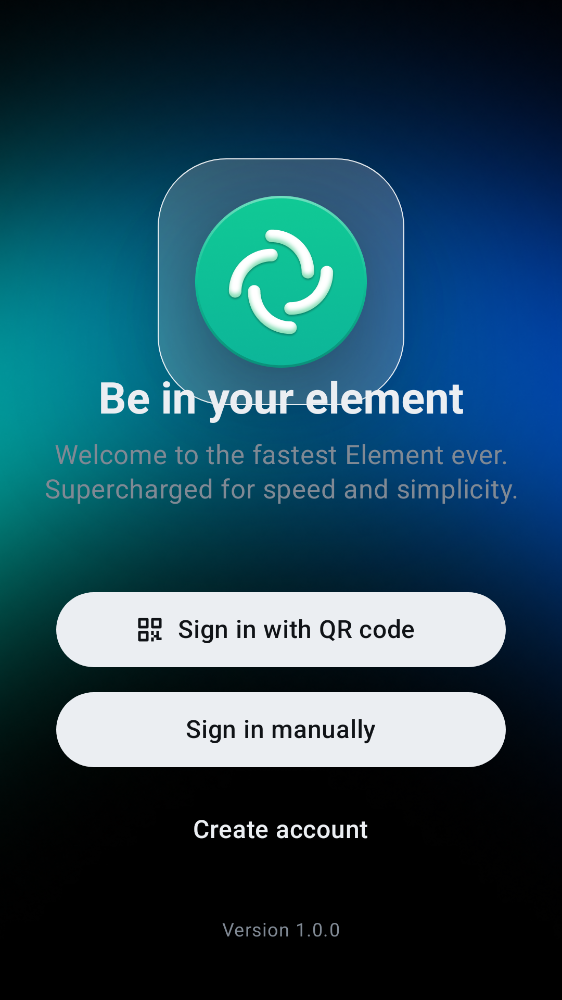 Be in your element
Welcome to the fastest Element ever.
Supercharged for speed and simplicity.
Sign in with QR code
Sign in manually
Create account
Version 1.0.0